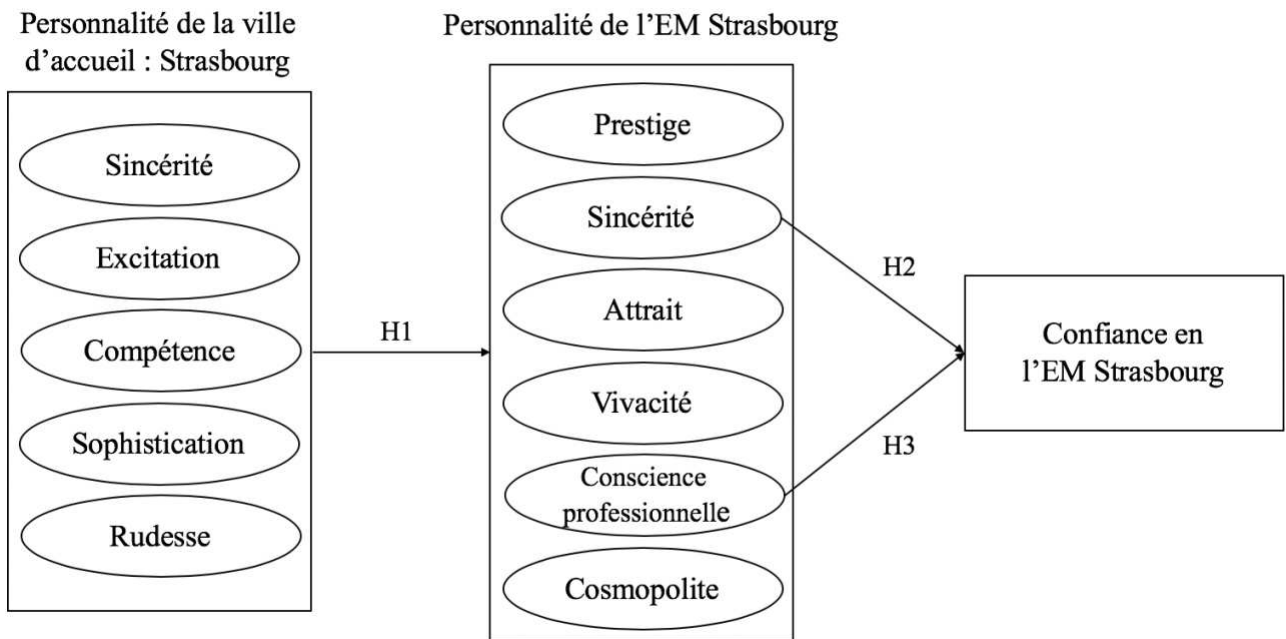 Personnalité de la ville
d’accueil : Strasbourg
Sincérité
Excitation
Compétence
Sophistication
Rudesse
H1
Personnalité de l’EM Strasbourg
Prestige
Sincérité
Attrait
Vivacité
Conscience
professionnelle
Cosmopolite
H2
H3
Confiance en
l’EM Strasbourg